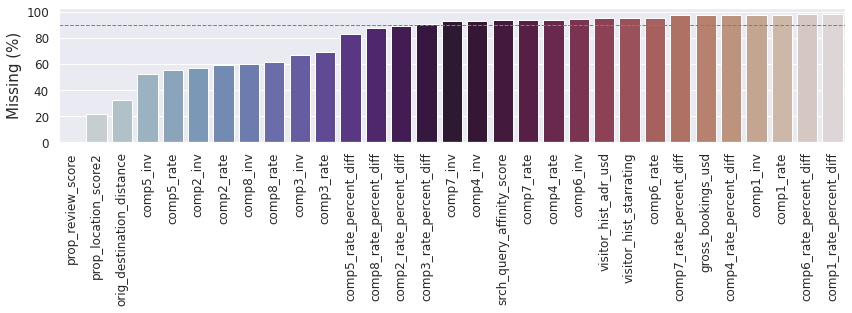 Missing (%)
100
80
60
40
20
0
prop_review_score
prop_location_score2
orig_destination_distance
comp5_inv
comp5_rate
comp2_inv
comp2_rate
comp8_inv
comp8_rate
comp3_inv
comp3_rate
comp5_rate_percent_diff
comp8_rate_percent_diff
comp2_rate_percent_diff
comp3_rate_percent_diff
comp7_inv
comp4_inv
srch_query_affinity_score
comp7_rate
comp4_rate
comp6_inv
visitor_hist_adr_usd
visitor_hist_starrating
comp6_rate
comp7_rate_percent_diff
gross_bookings_usd
comp4_rate_percent_diff
comp1_inv
comp1_rate
comp6_rate_percent_diff
comp1_rate_percent_diff